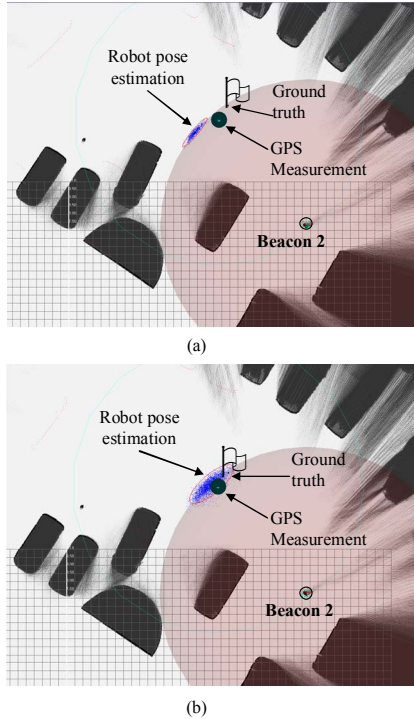 Robot pose
estimation
Ground
truth
GPS
Measurement
Beacon 2
(a)
Robot pose
estimation
Ground
truth
GPS
Measurement
Beacon 2
(b)